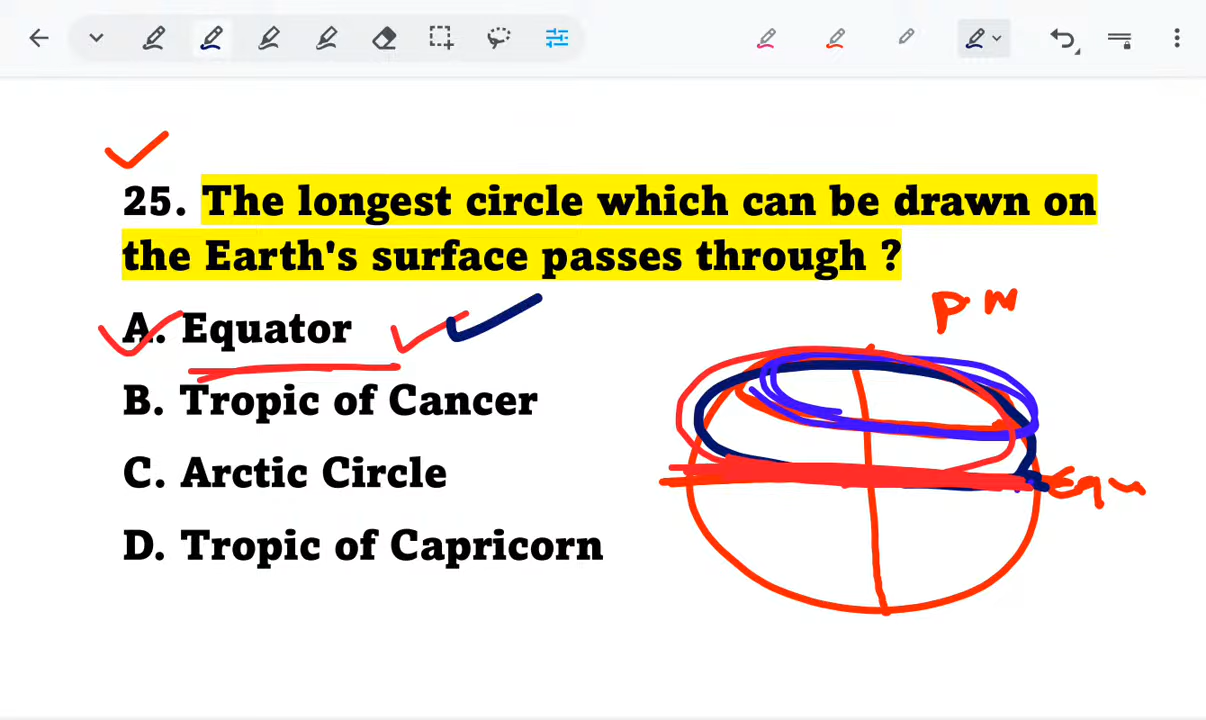 25. The longest circle which can be drawn on
the Earth's surface passes through ?
A. Equator
B. Tropic of Cancer
C. Arctic Circle
D. Tropic of Capricorn
P M
Equ